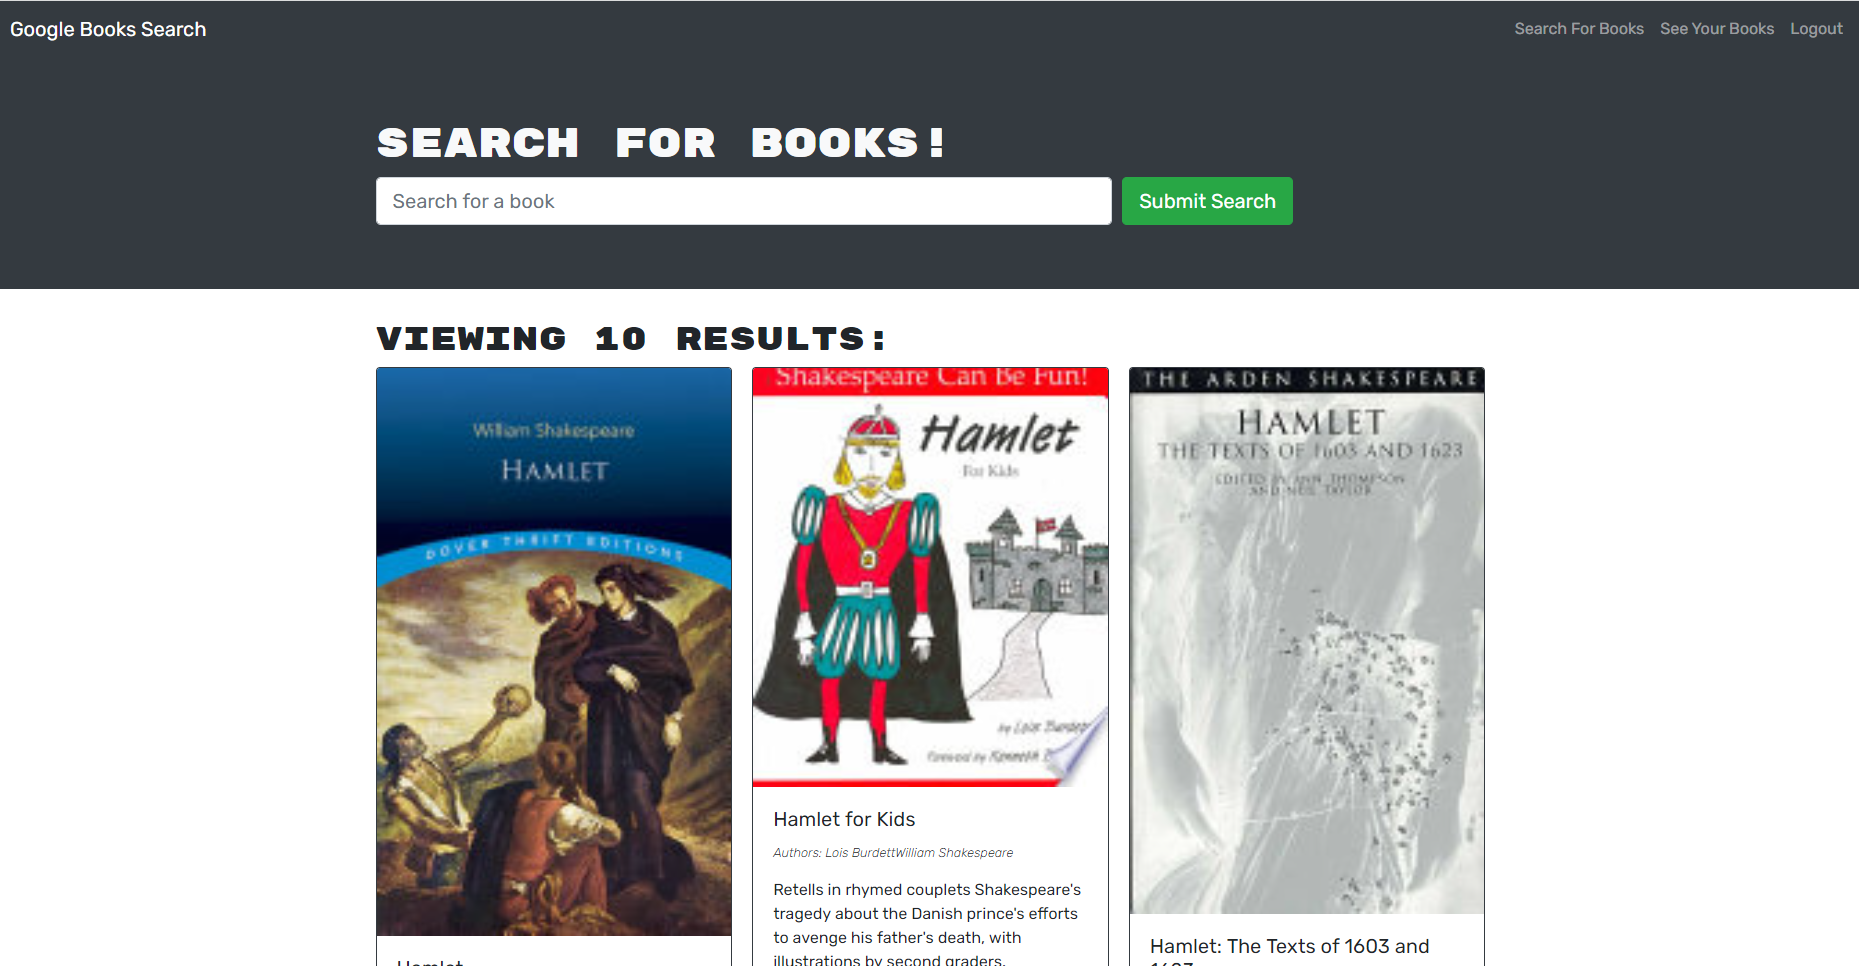 Google Books Search
Search For Books
See Your Books
Logout
SEARCH FOR BOOKS!
Search for a book
Submit Search
VIEWING 10 RESULTS:
William Shakespeare
HAMLET
DOVER THRIFT EDITIONS
Hamlet
Shakespeare Can Be Fun!
Hamlet
For Kids
by Lois
Foreword by Kenneth
Hamlet for Kids
Authors: Lois BurdettWilliam Shakespeare
Retells in rhymed couplets Shakespeare's
tragedy about the Danish prince's efforts
to avenge his father's death, with
illustrations by second graders.
THE ARDEN SHAKESPEARE
HAMLET
THE TEXTS OF 1603 AND 1623
EDITED BY ANN THOMPSON
AND NEIL TAYLOR
Hamlet: The Texts of 1603 and
1623